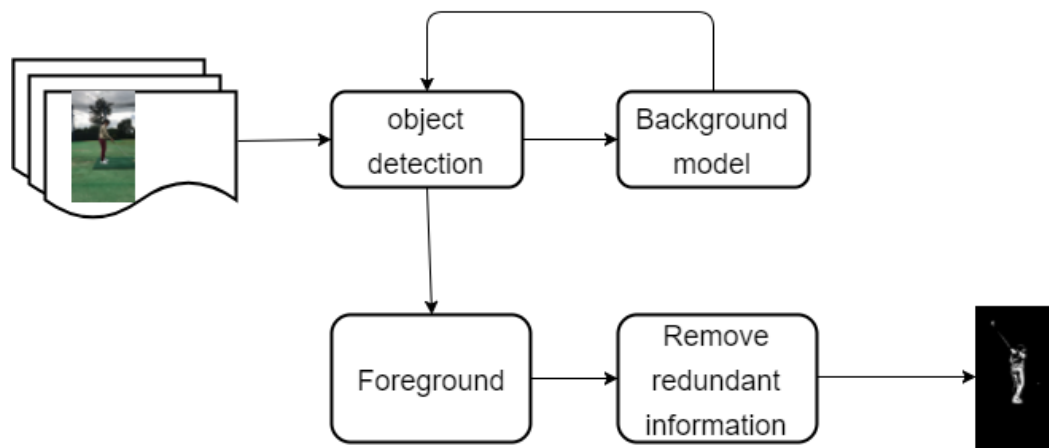 object
detection
Background
model
Foreground
Remove
redundant
information